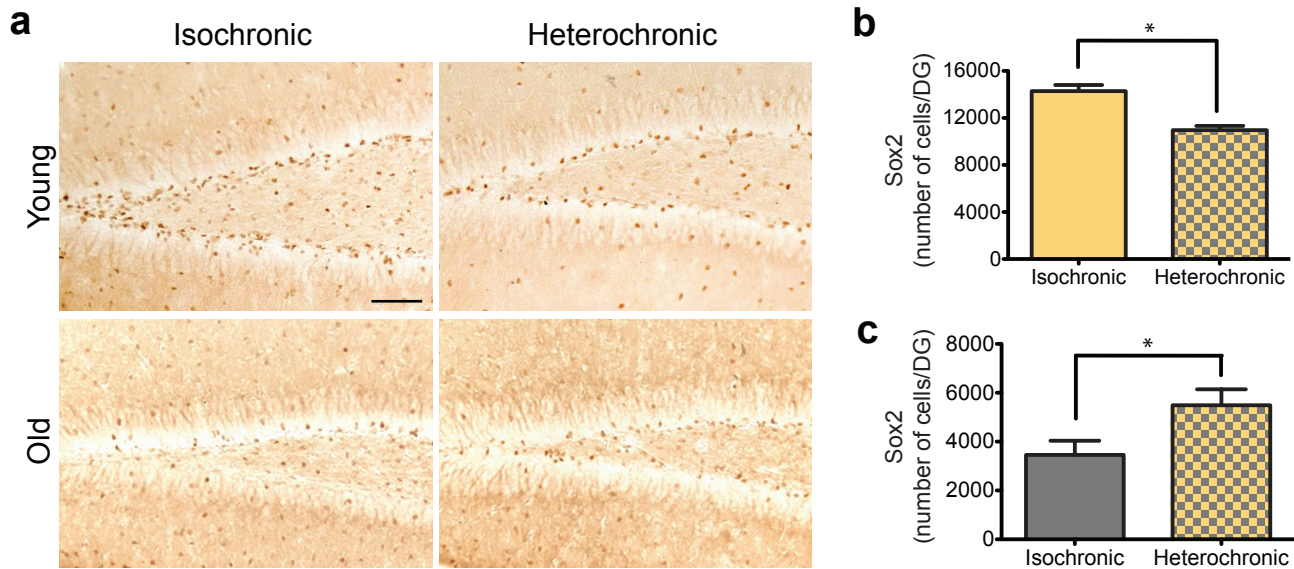 a
Isochronic
Heterochronic
Young
Old
b
*
Sox2
(number of cells/DG)
16000
12000
8000
4000
0
Isochronic
Heterochronic
c
*
Sox2
(number of cells/DG)
8000
6000
4000
2000
0
Isochronic
Heterochronic